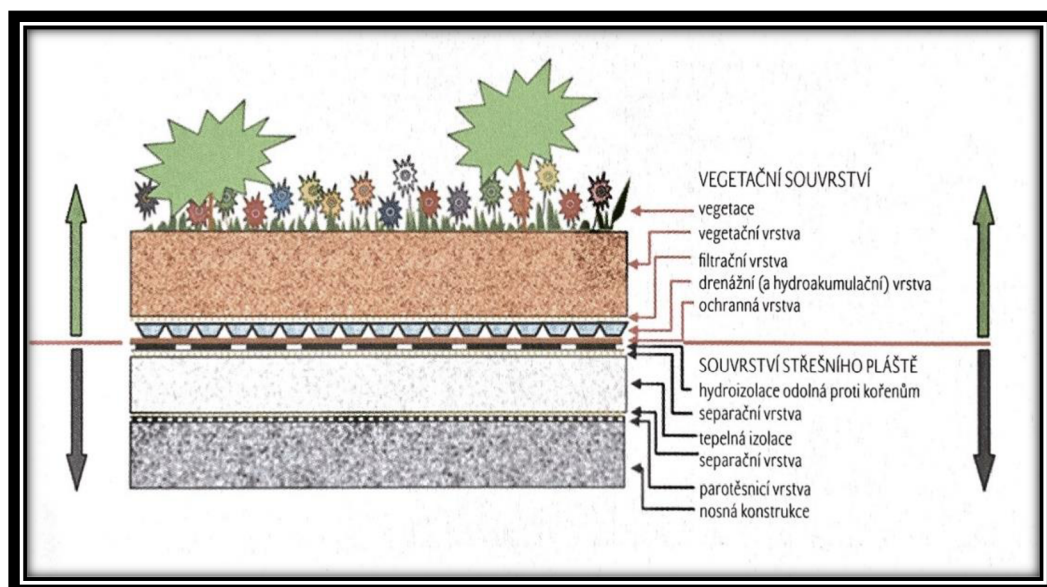 VEGETAČNÍ SOUVRSTVÍ
vegetace
vegetační vrstva
filtrační vrstva
drenážní (a hydroakumulační) vrstva
ochranná vrstva
SOUVRSTVÍ STŘEŠNÍHO PLÁŠTĚ
hydroizolace odolná proti kořenům
separační vrstva
tepelná izolace
separační vrstva
parotěsnicí vrstva
nosná konstrukce